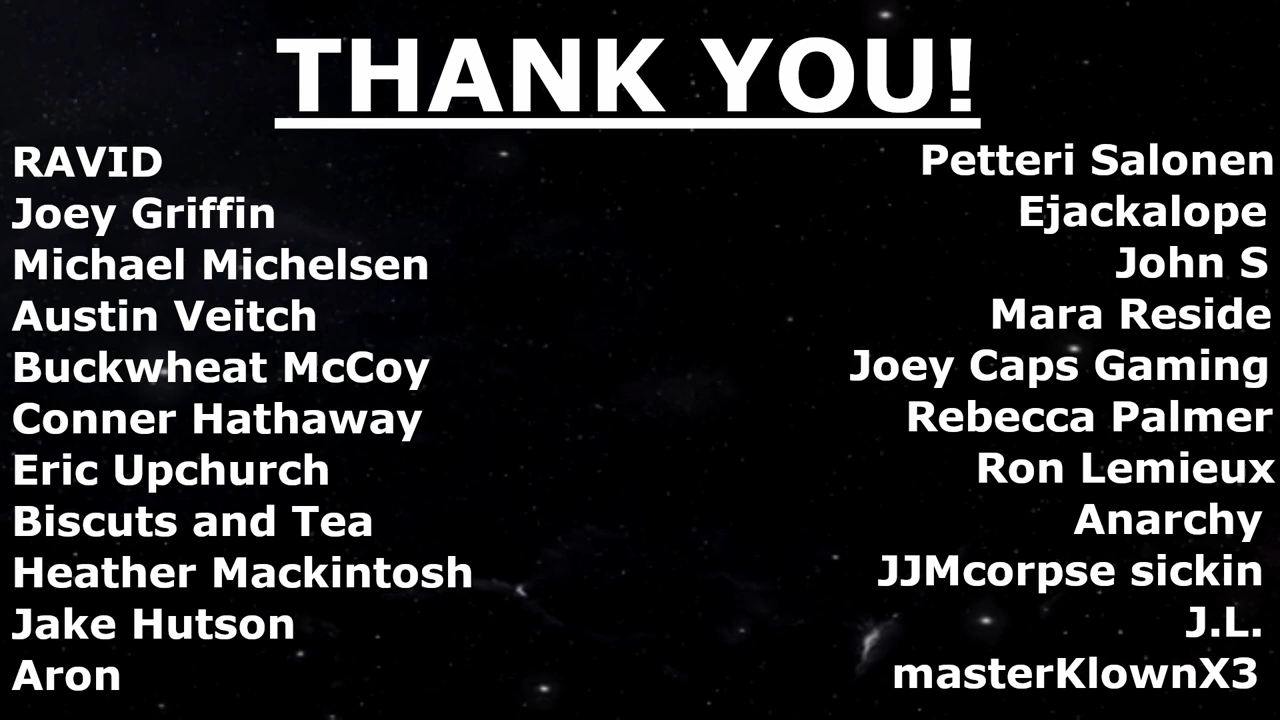 THANK YOU!
RAVID
Joey Griffin
Michael Michelsen
Austin Veitch
Buckwheat McCoy
Conner Hathaway
Eric Upchurch
Biscuts and Tea
Heather Mackintosh
Jake Hutson
Aron
Petteri Salonen
Ejackalope
John S
Mara Reside
Joey Caps Gaming
Rebecca Palmer
Ron Lemieux
Anarchy
JJMcorpse sickin
J.L.
masterKlownX3